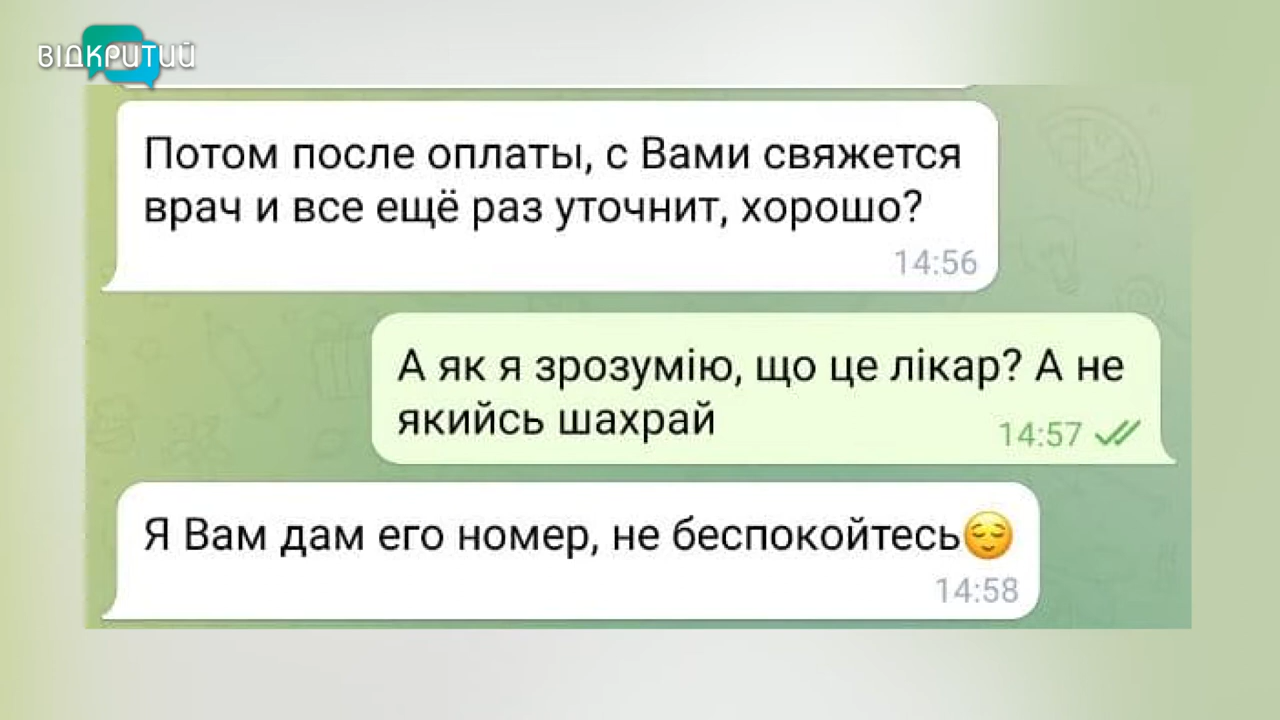 ВІДКРИТИЙ
Потом после оплаты, с Вами свяжется
врач и все ещё раз уточнит, хорошо?
14:56
А як я зрозумію, що це лікар? А не
якийсь шахрай
14:57
Я Вам дам его номер, не беспокойтесь😌
14:58